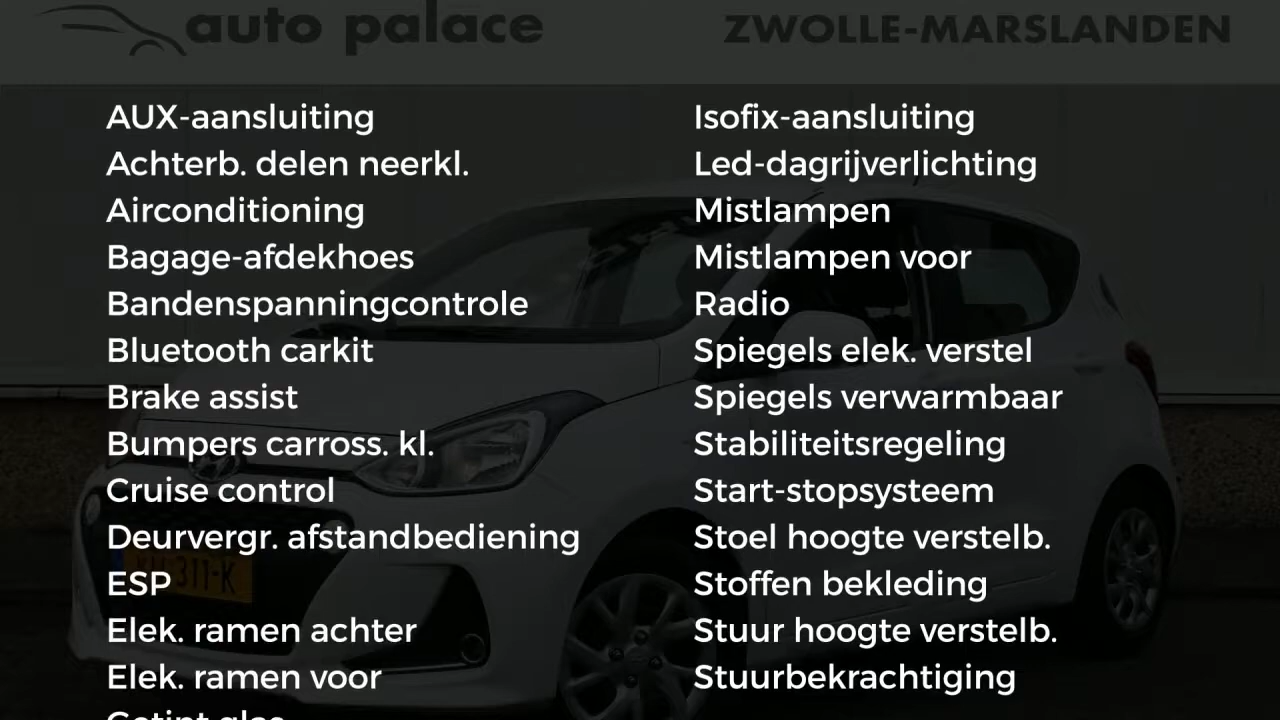 auto palace
ZWOLLE-MARSLANDEN
AUX-aansluiting
Achterb. delen neerkl.
Airconditioning
Bagage-afdekhoes
Bandenspanningcontrole
Bluetooth carkit
Brake assist
Bumpers carross. kl.
Cruise control
Deurvergr. afstandbediening
ESP
Elek. ramen achter
Elek. ramen voor
Getint glas
Isofix-aansluiting
Led-dagrijverlichting
Mistlampen
Mistlampen voor
Radio
Spiegels elek. verstel
Spiegels verwarmbaar
Stabiliteitsregeling
Start-stopsysteem
Stoel hoogte verstelb.
Stoffen bekleding
Stuur hoogte verstelb.
Stuurbekrachtiging